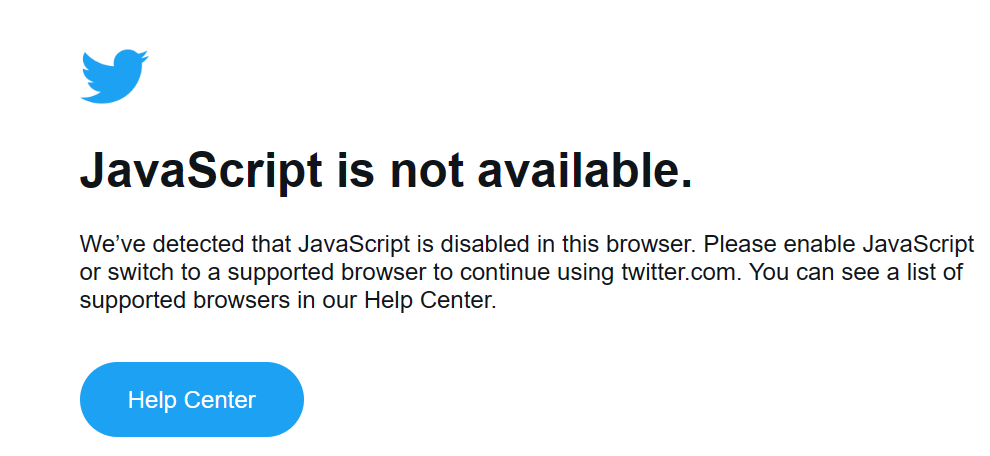 JavaScript is not available.
We’ve detected that JavaScript is disabled in this browser. Please enable JavaScript
or switch to a supported browser to continue using twitter.com. You can see a list of
supported browsers in our Help Center.
Help Center